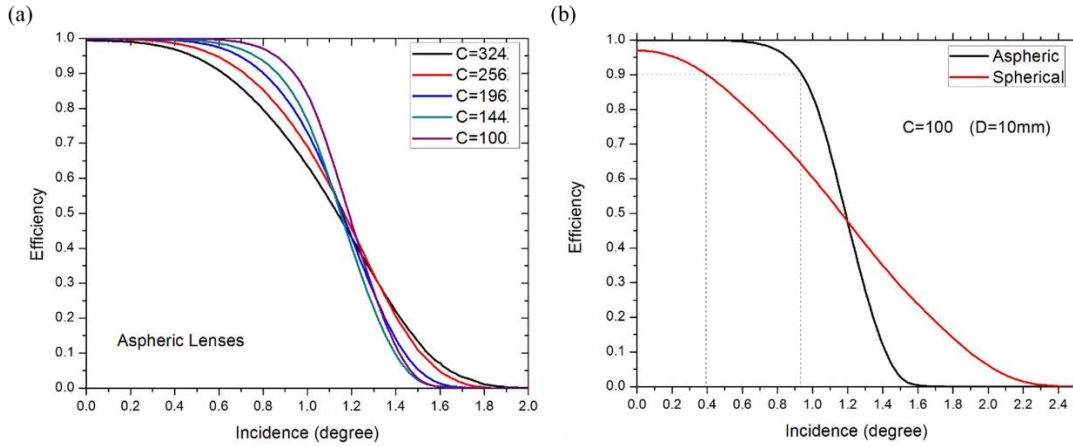 (a)
(b)
1.0
0.9
0.8
0.7
0.6
0.5
0.4
0.3
0.2
0.1
0.0
Efficiency
C=324
C=256
C=196
C=144
C=100
Aspheric Lenses
0.0 0.2 0.4 0.6 0.8 1.0 1.2 1.4 1.6 1.8 2.0
Incidence (degree)
1.0
0.9
0.8
0.7
0.6
0.5
0.4
0.3
0.2
0.1
0.0
Efficiency
Aspheric
Spherical
C=100 (D=10mm)
0.0 0.2 0.4 0.6 0.8 1.0 1.2 1.4 1.6 1.8 2.0 2.2 2.4
Incidence (degree)